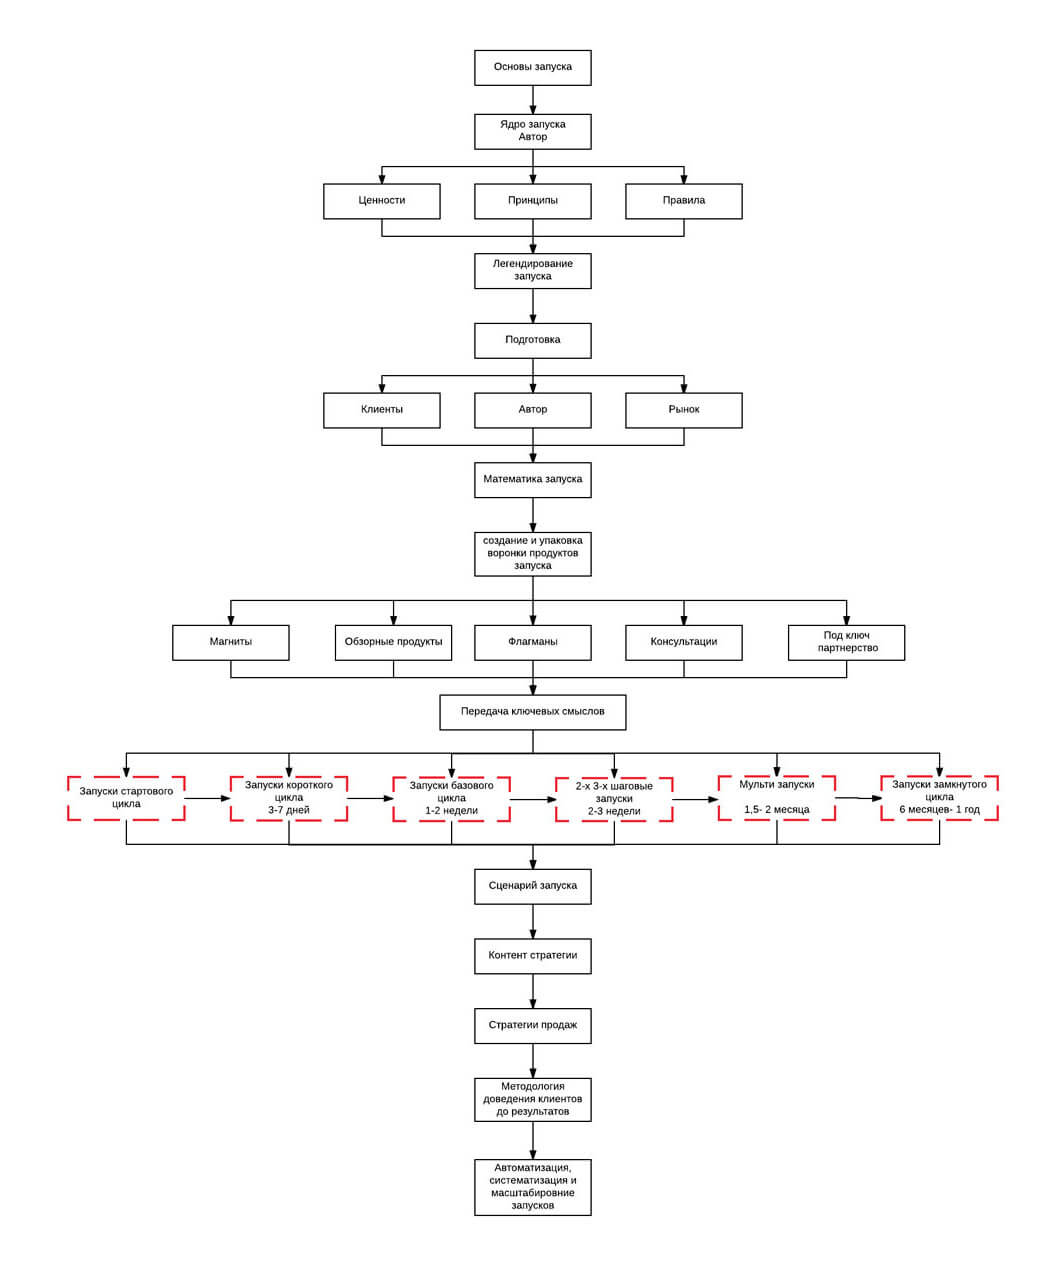 Основы запуска
Ядро запуска
Автор
Ценности
Принципы
Правила
Легендирование
запуска
Подготовка
Клиенты
Автор
Рынок
Математика запуска
создание и упаковка
воронки продуктов
запуска
Магниты
Обзорные продукты
Флагманы
Консультации
Под ключ
партнерство
Передача ключевых смыслов
Запуски стартового
цикла
Запуски короткого
цикла
3-7 дней
Запуски базового
цикла
1-2 недели
2-х 3-х шаговые
запуски
2-3 недели
Мульти запуски
1,5- 2 месяца
Запуски замкнутого
цикла
6 месяцев- 1 год
Сценарий запуска
Контент стратегии
Стратегии продаж
Методология
доведения клиентов
до результатов
Автоматизация,
систематизация и
масштабировние
запусков